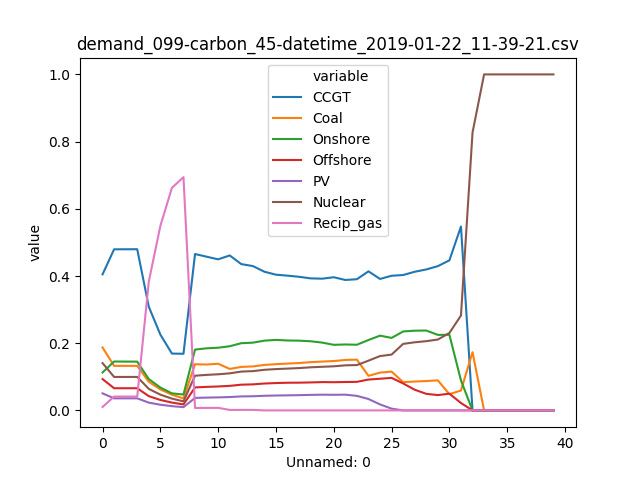 demand_099-carbon_45-datetime_2019-01-22_11-39-21.csv
variable
CCGT
Coal
Onshore
Offshore
PV
Nuclear
Recip_gas
value
1.0
0.8
0.6
0.4
0.2
0.0
0 5 10 15 20 25 30 35 40
Unnamed: 0